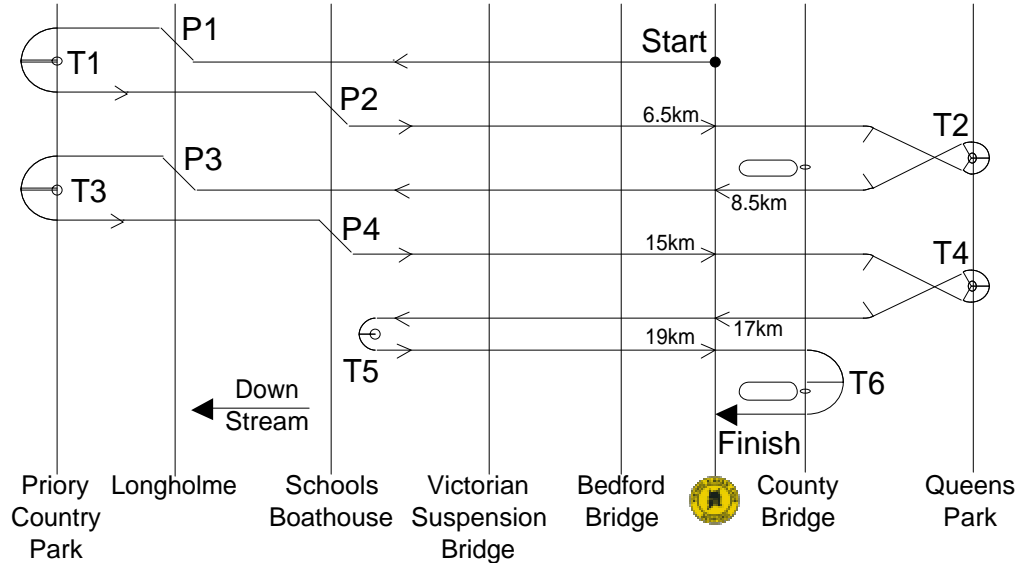 P1
Start
T1
P2
6.5km
T2
P3
T3
8.5km
P4
15km
T4
17km
19km
T5
T6
Down
Stream
Finish
Priory
Country
Park
Longholme
Schools
Boathouse
Victorian
Suspension
Bridge
Bedford
Bridge
County
Bridge
Queens
Park